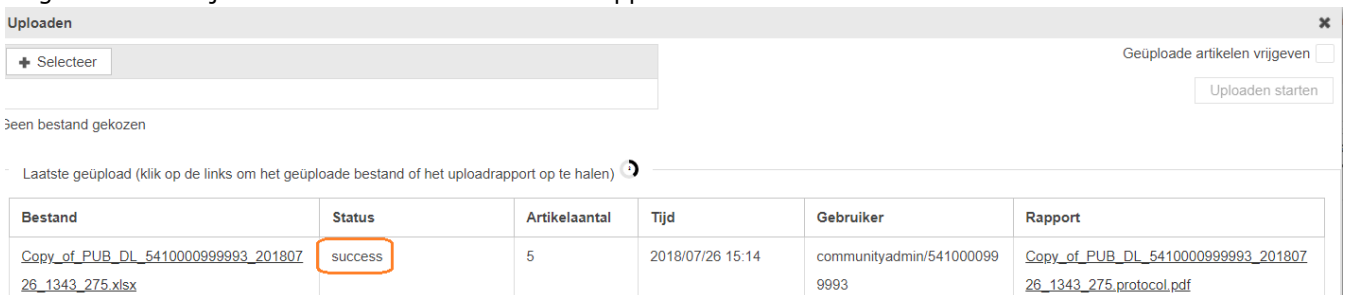 Uploaden
Selecteer
Geüploade artikelen vrijgeven
Uploaden starten
Geen bestand gekozen
Laatste geüpload (klik op de links om het geüploade bestand of het uploadrapport op te halen)
Bestand Status Artikelaantal Tijd Gebruiker Rapport
Copy_of_PUB_DL_5410000999993_201807 success 5 2018/07/26 15:14 communityadmin/541000099 Copy_of_PUB_DL_5410000999993_201807
26_1343_275.xlsx 9993 26_1343_275.protocol.pdf